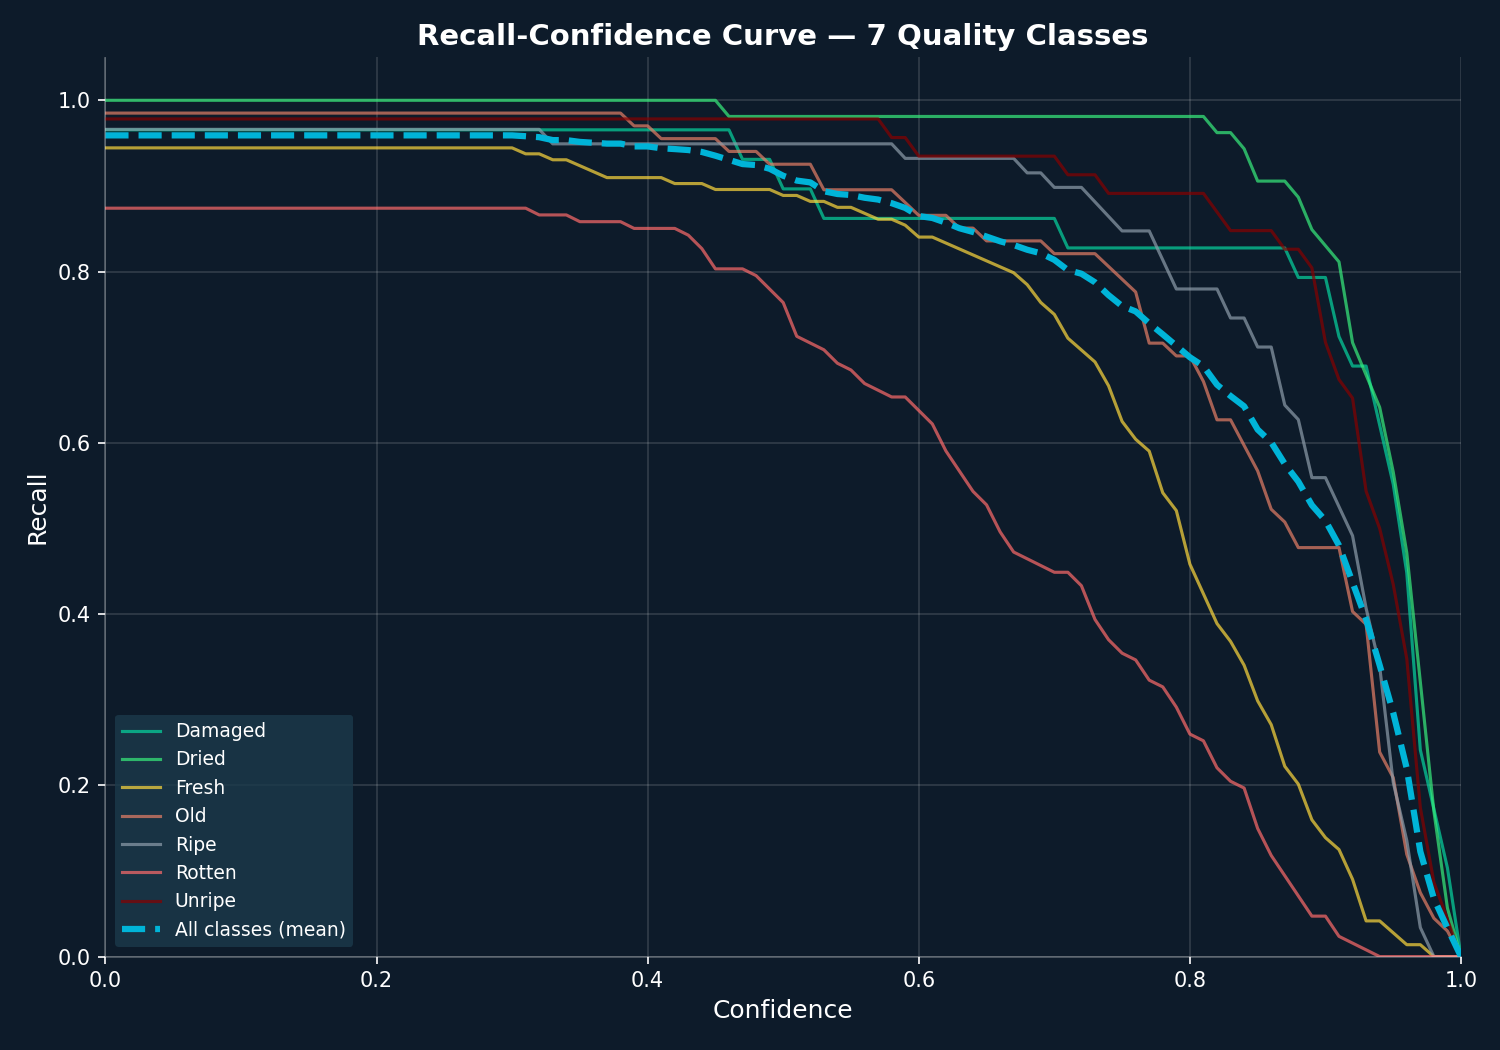 Recall-Confidence Curve — 7 Quality Classes
1.0
0.8
0.6
0.4
0.2
0.0
Recall
Damaged
Dried
Fresh
Old
Ripe
Rotten
Unripe
All classes (mean)
0.0 0.2 0.4 0.6 0.8 1.0
Confidence